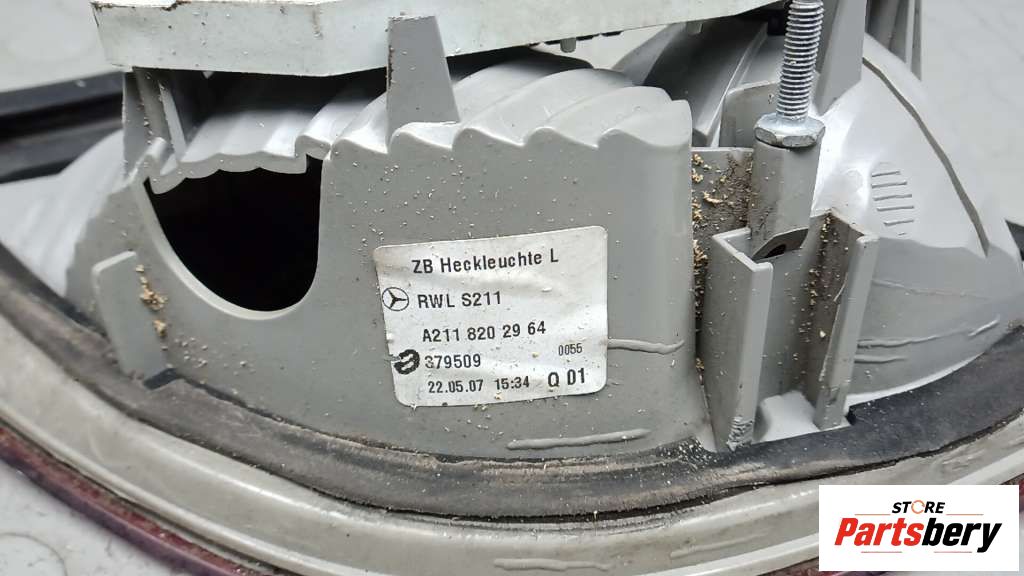 ZB Heckleuchte L
RWL S211
A211 820 29 64
379509 0055
22.05.07 15:34 Q 01
STORE
Partsbery